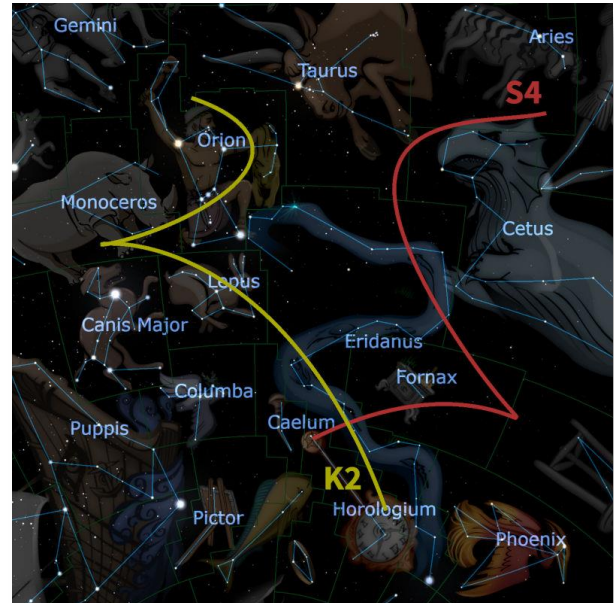 Gemini
Aries
Taurus
S4
Orion
Monoceros
Cetus
Lepus
Canis Major
Eridanus
Fornax
Columba
Caelum
Puppis
K2
Horologium
Pictor
Phoenix